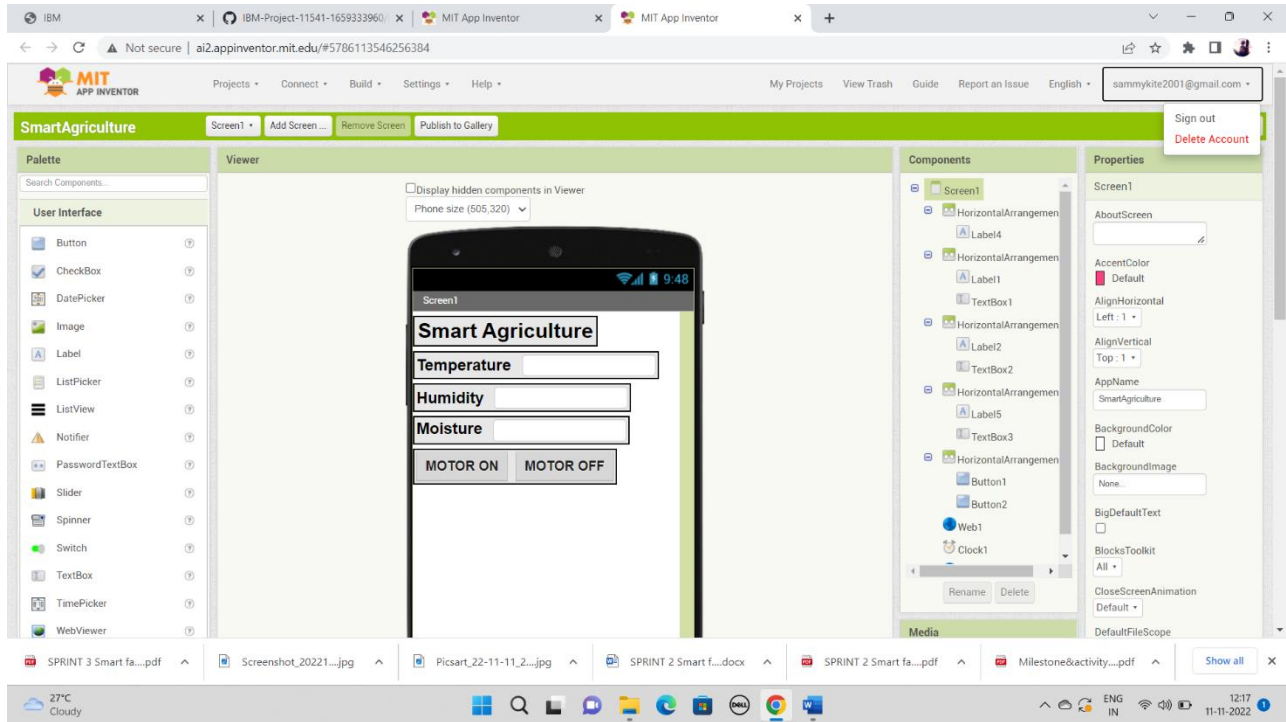 IBM
IBM-Project-11541-1659333960/
MIT App Inventor
MIT App Inventor
Not secure
ai2.appinventor.mit.edu/#5786113546256384
MIT
APP INVENTOR
Projects
Connect
Build
Settings
Help
My Projects
View Trash
Guide
Report an Issue
English
sammykite2001@gmail.com
Sign out
Delete Account
SmartAgriculture
Screen1
Add Screen ...
Remove Screen
Publish to Gallery
Palette
Search Components...
User Interface
Button
CheckBox
DatePicker
Image
Label
ListPicker
ListView
Notifier
PasswordTextBox
Slider
Spinner
Switch
TextBox
TimePicker
WebViewer
Viewer
Display hidden components in Viewer
Phone size (505,320)
9:48
Screen1
Smart Agriculture
Temperature
Humidity
Moisture
MOTOR ON
MOTOR OFF
Components
Screen1
HorizontalArrangemen
Label4
HorizontalArrangemen
Label1
TextBox1
HorizontalArrangemen
Label2
TextBox2
HorizontalArrangemen
Label5
TextBox3
HorizontalArrangemen
Button1
Button2
Web1
Clock1
Rename
Delete
Media
Properties
Screen1
AboutScreen
AccentColor
Default
AlignHorizontal
Left : 1
AlignVertical
Top : 1
AppName
SmartAgriculture
BackgroundColor
Default
BackgroundImage
None...
BigDefaultText
BlocksToolkit
All
CloseScreenAnimation
Default
DefaultFileScope
SPRINT 3 Smart fa....pdf
Screenshot_20221....jpg
Picsart_22-11-11_2....jpg
SPRINT 2 Smart f....docx
SPRINT 2 Smart fa....pdf
Milestone&activity....pdf
Show all
27°C
Cloudy
DELL
ENG
IN
12:17
11-11-2022